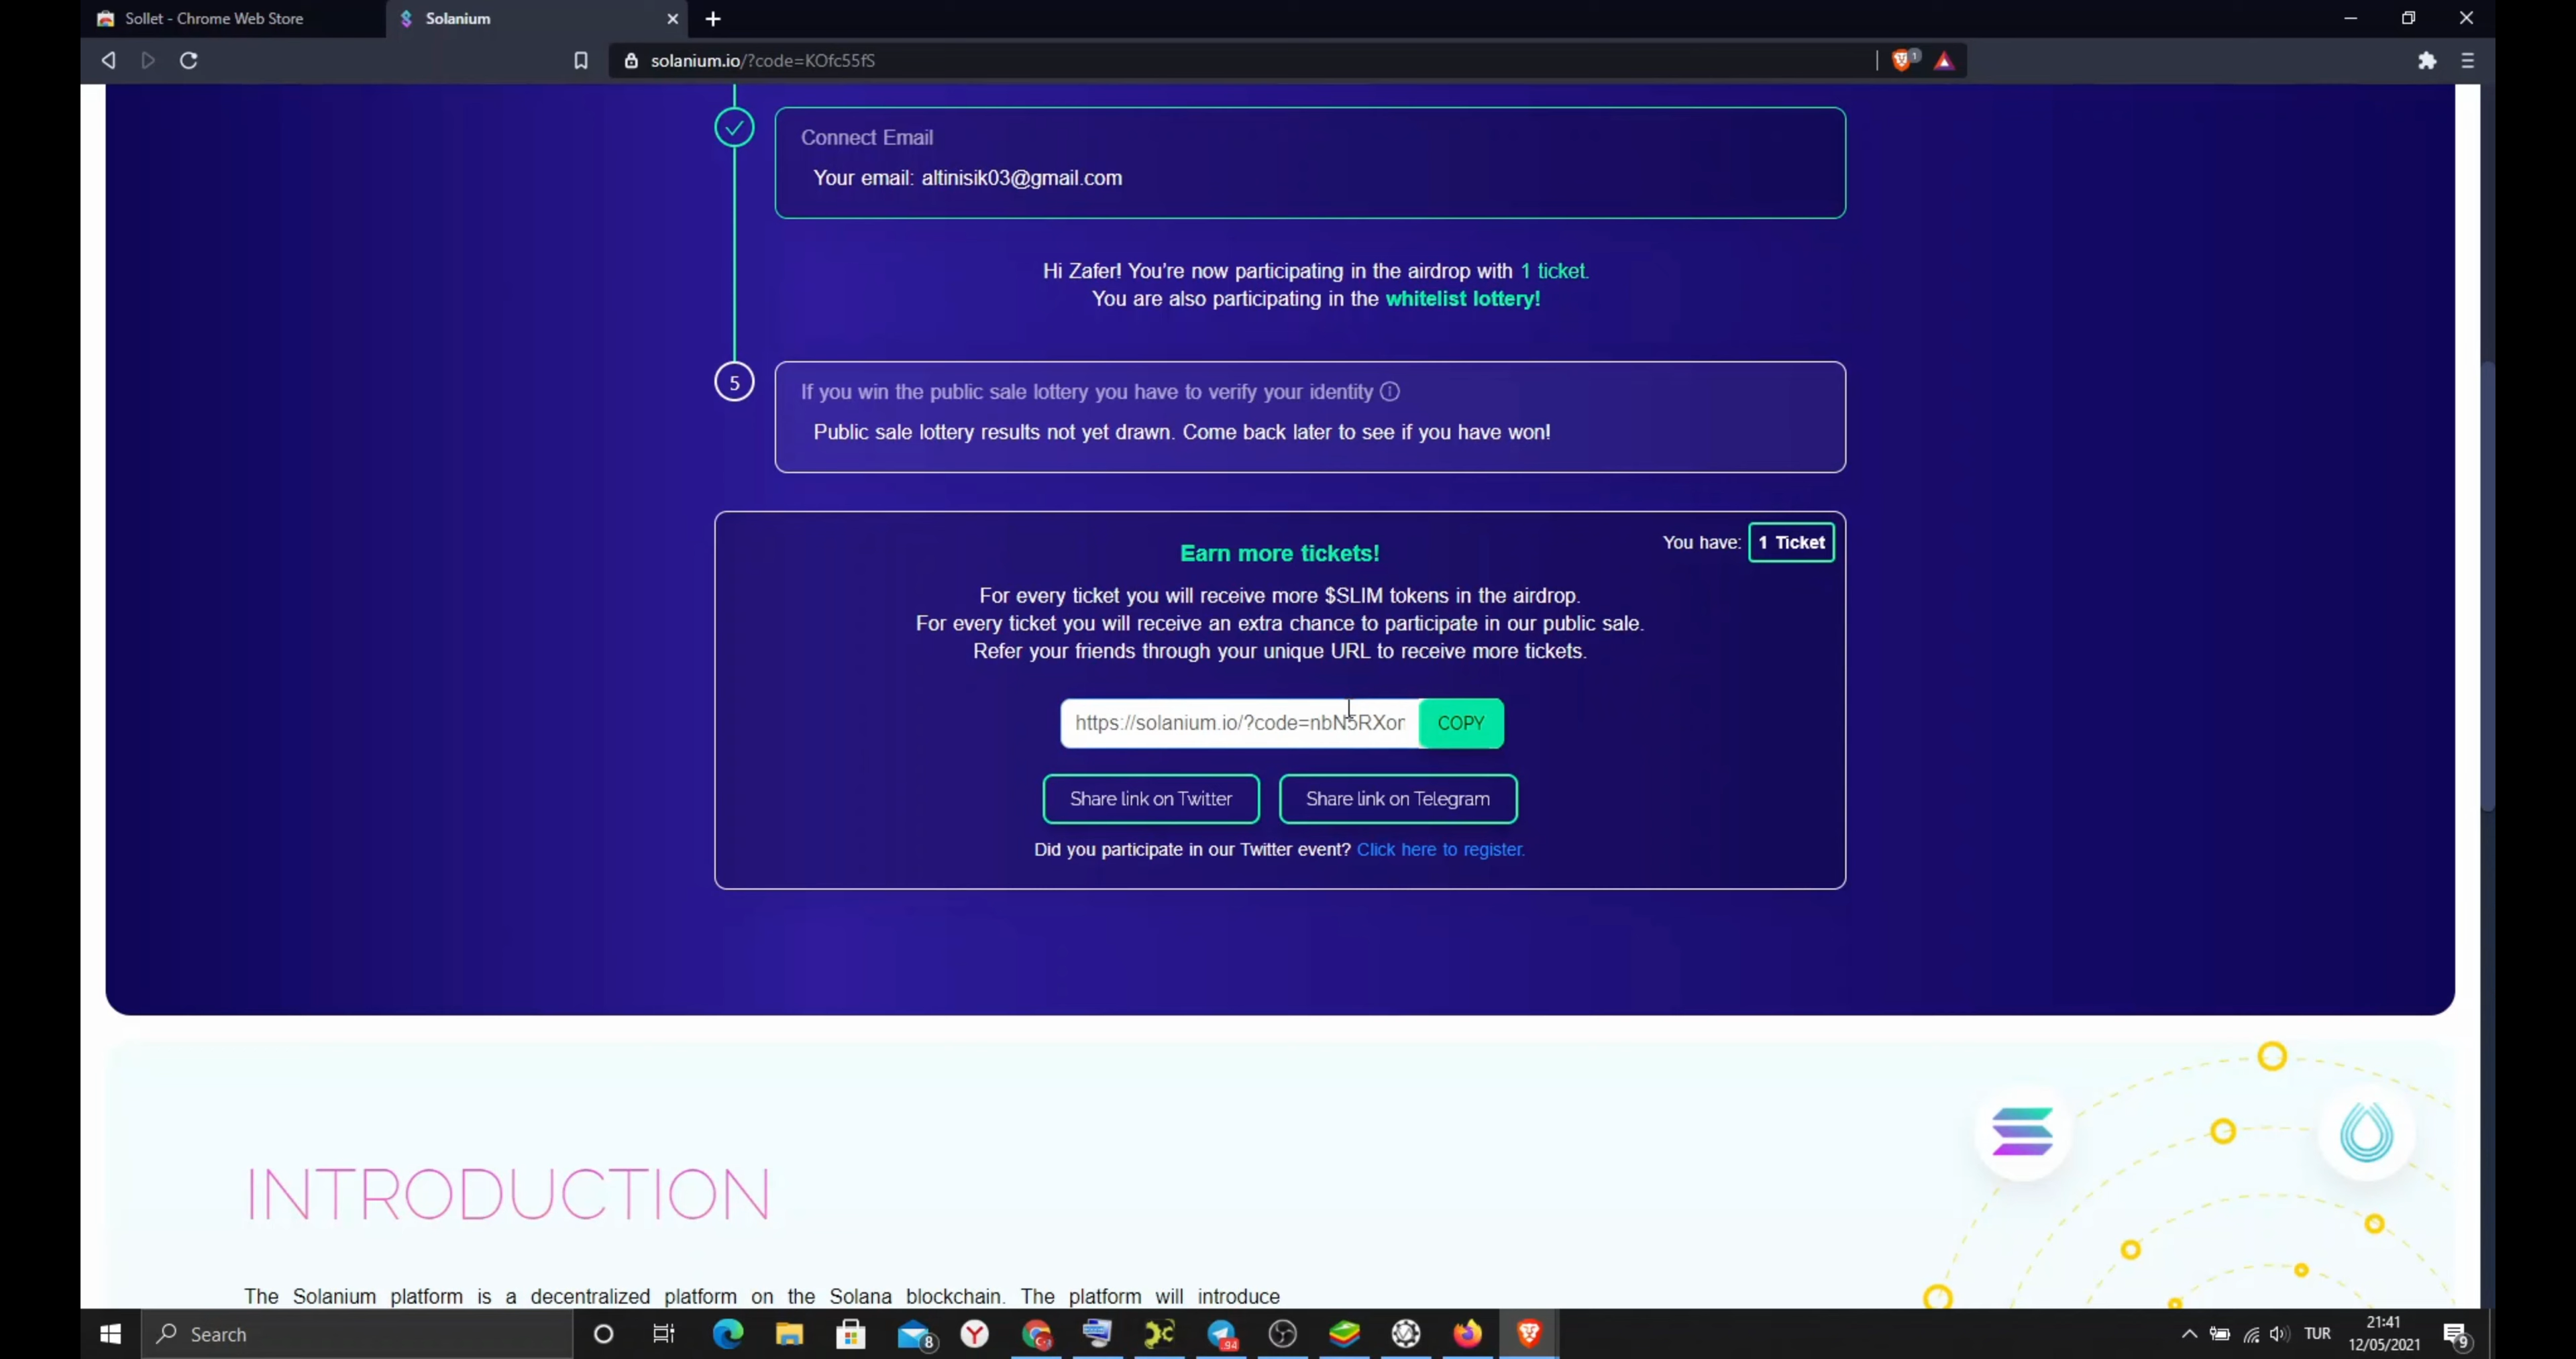 Sollet - Chrome Web Store
Solanium
solanium.io/?code=KOfc55fS
1
Connect Email
Your email: altinisik03@gmail.com
Hi Zafer! You're now participating in the airdrop with 1 ticket.
You are also participating in the whitelist lottery!
5
If you win the public sale lottery you have to verify your identity
Public sale lottery results not yet drawn. Come back later to see if you have won!
You have: 1 Ticket
Earn more tickets!
For every ticket you will receive more $SLIM tokens in the airdrop.
For every ticket you will receive an extra chance to participate in our public sale.
Refer your friends through your unique URL to receive more tickets.
https://solanium.io/?code=nbN5RXor COPY
Share link on Twitter Share link on Telegram
Did you participate in our Twitter event? Click here to register.
INTRODUCTION
The Solanium platform is a decentralized platform on the Solana blockchain. The platform will introduce
Search
8
94
TUR
21:41
12/05/2021
9